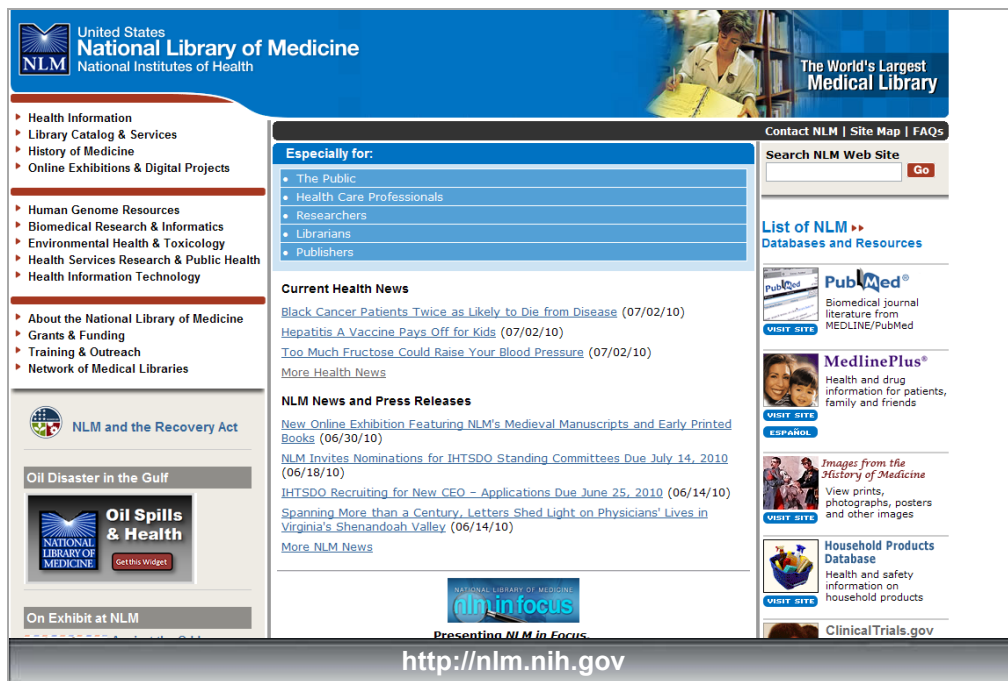 United States
National Library of Medicine
National Institutes of Health
NLM
The World's Largest
Medical Library
Health Information
Library Catalog & Services
History of Medicine
Online Exhibitions & Digital Projects
Human Genome Resources
Biomedical Research & Informatics
Environmental Health & Toxicology
Health Services Research & Public Health
Health Information Technology
About the National Library of Medicine
Grants & Funding
Training & Outreach
Network of Medical Libraries
NLM and the Recovery Act
Oil Disaster in the Gulf
Oil Spills
& Health
NATIONAL
LIBRARY OF
MEDICINE
Get this Widget
On Exhibit at NLM
Contact NLM | Site Map | FAQs
Especially for:
• The Public
• Health Care Professionals
• Researchers
• Librarians
• Publishers
Current Health News
Black Cancer Patients Twice as Likely to Die from Disease (07/02/10)
Hepatitis A Vaccine Pays Off for Kids (07/02/10)
Too Much Fructose Could Raise Your Blood Pressure (07/02/10)
More Health News
NLM News and Press Releases
New Online Exhibition Featuring NLM's Medieval Manuscripts and Early Printed
Books (06/30/10)
NLM Invites Nominations for IHTSDO Standing Committees Due July 14, 2010
(06/18/10)
IHTSDO Recruiting for New CEO – Applications Due June 25, 2010 (06/14/10)
Spanning More than a Century, Letters Shed Light on Physicians' Lives in
Virginia's Shenandoah Valley (06/14/10)
More NLM News
NATIONAL LIBRARY OF MEDICINE
nlm in focus
Presenting NLM in Focus,
Search NLM Web Site
Go
List of NLM
Databases and Resources
PubMed
PubMed®
Biomedical journal
literature from
MEDLINE/PubMed
VISIT SITE
MedlinePlus®
Health and drug
information for patients,
family and friends
VISIT SITE
ESPAÑOL
Images from the
History of Medicine
View prints,
photographs, posters
and other images
VISIT SITE
Household Products
Database
Health and safety
information on
household products
VISIT SITE
ClinicalTrials.gov
http://nlm.nih.gov